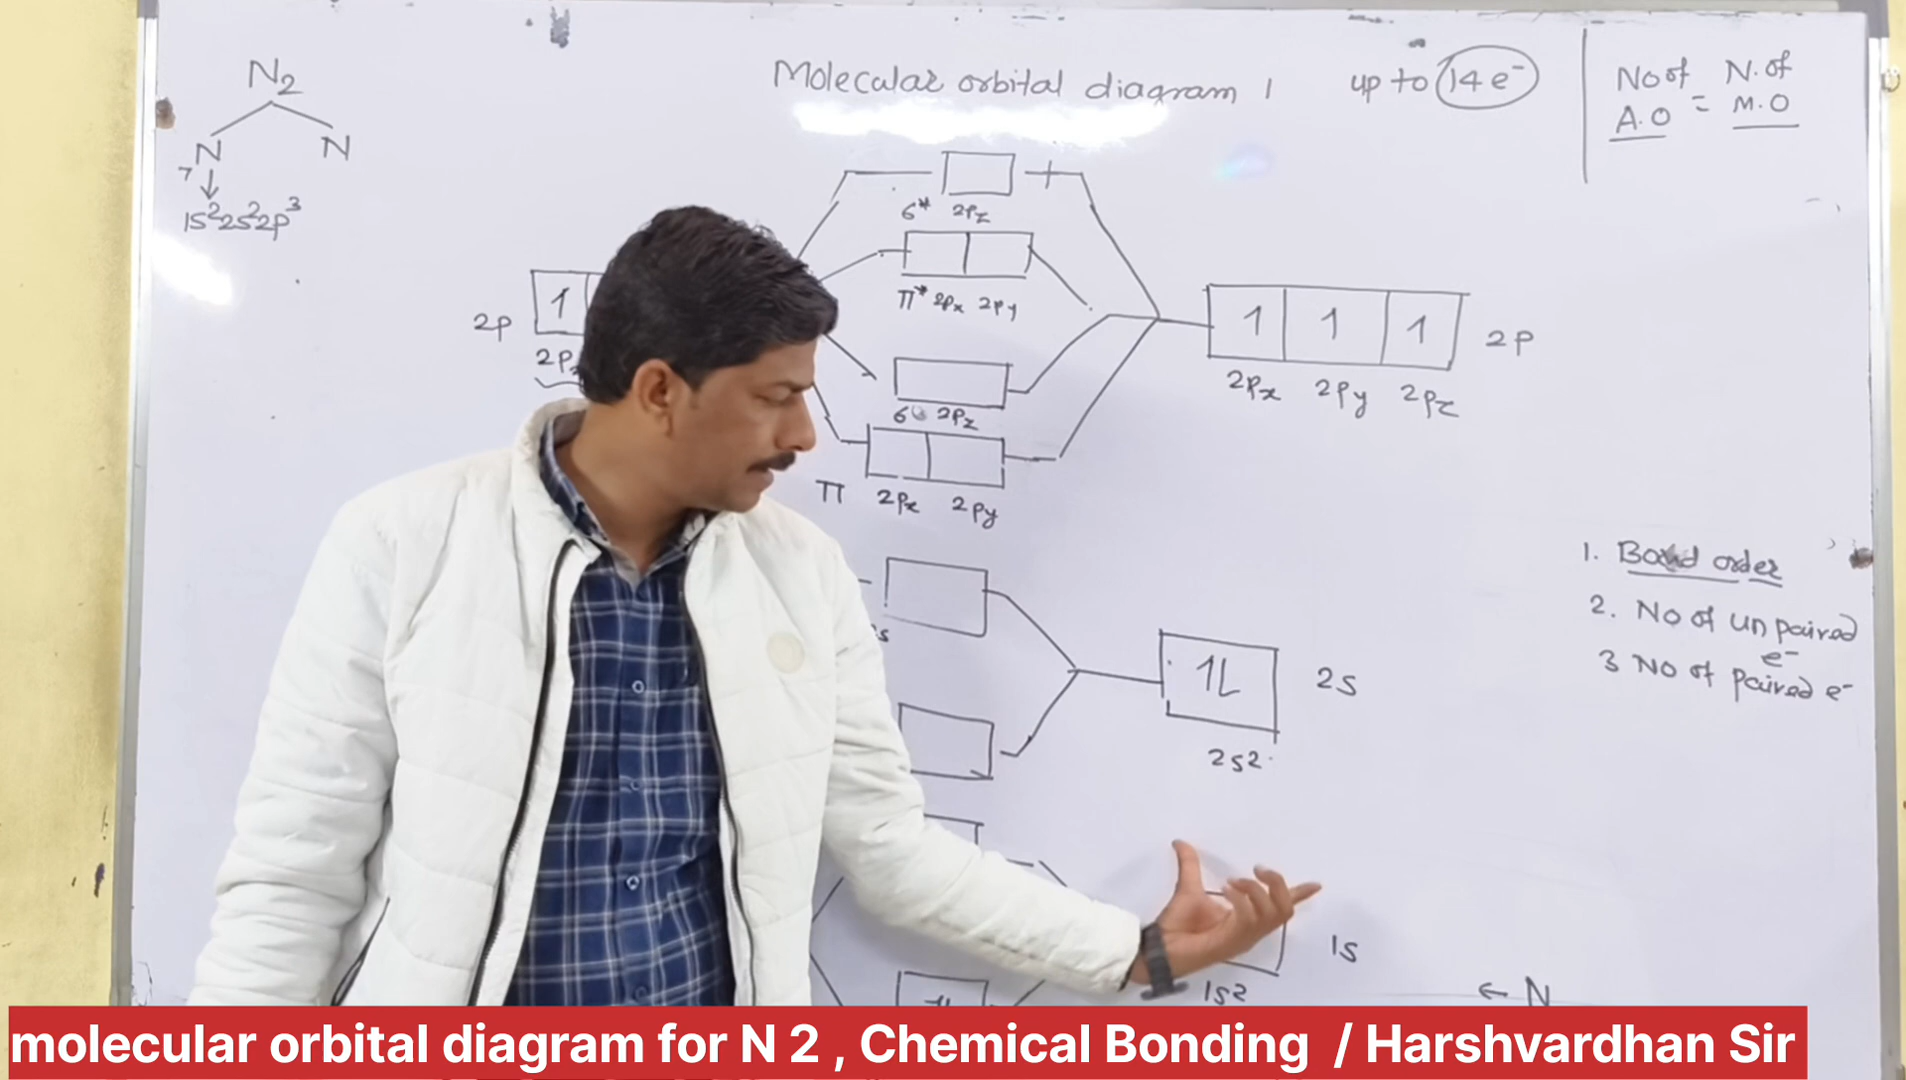 Molecular orbital diagram 1 up to 14 e⁻
No of A.O = N. of M.O
N₂
N N
7
1s²2s²2p³
σ* 2pz
π* 2px 2py
2p
1
1 1 1
2p
2px 2py 2pz
σ 2pz
π 2px 2py
1. Bond order
2. No of unpaired e⁻
3 No of paired e⁻
1L
2s
2s2
1s
1s2
← N
molecular orbital diagram for N 2 , Chemical Bonding / Harshvardhan Sir